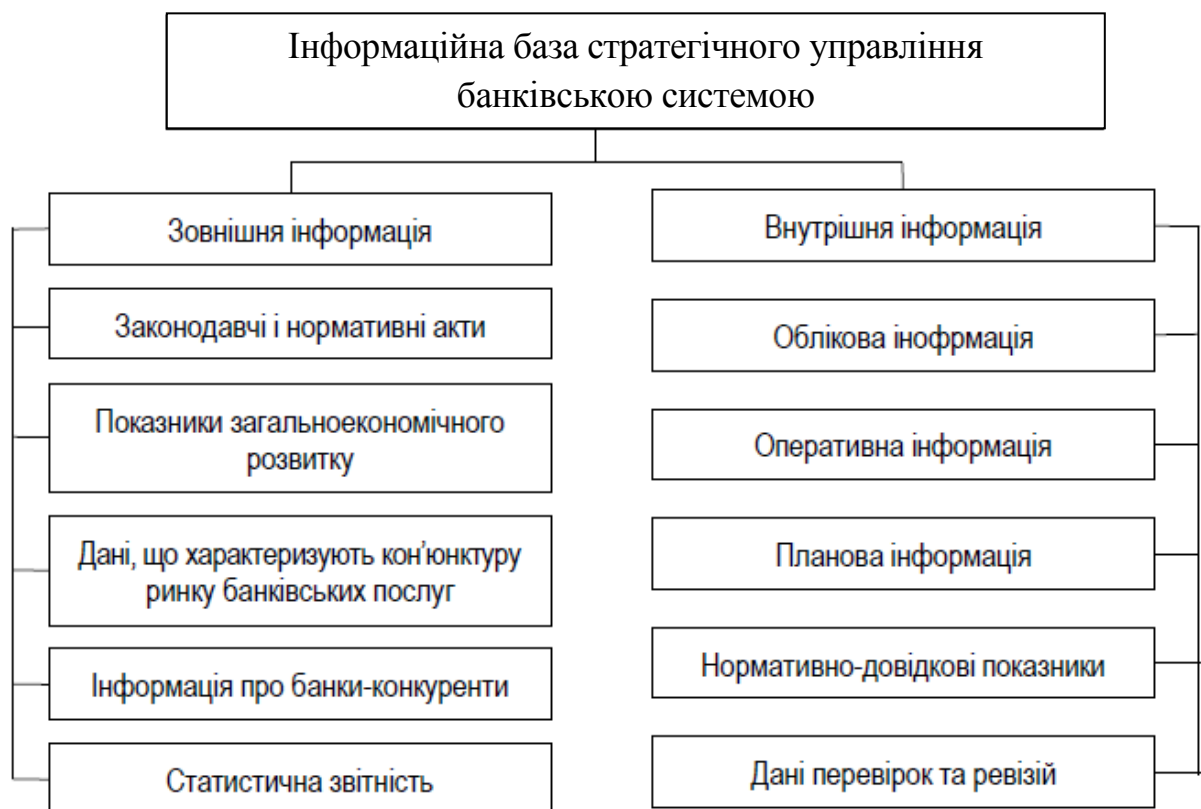 Інформаційна база стратегічного управління
банківською системою
Зовнішня інформація
Законодавчі і нормативні акти
Показники загальноекономічного
розвитку
Дані, що характеризують кон'юнктуру
ринку банківських послуг
Інформація про банки-конкуренти
Статистична звітність
Внутрішня інформація
Облікова інофрмація
Оперативна інформація
Планова інформація
Нормативно-довідкові показники
Дані перевірок та ревізій